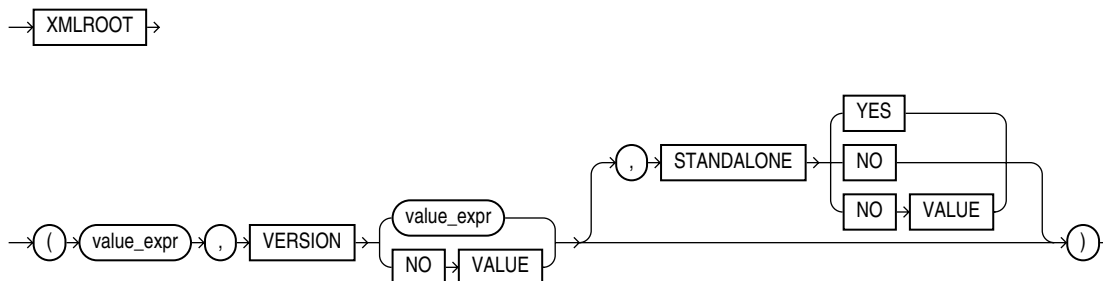 XMLROOT
YES
, STANDALONE NO
NO VALUE
( value_expr , VERSION value_expr )
NO VALUE